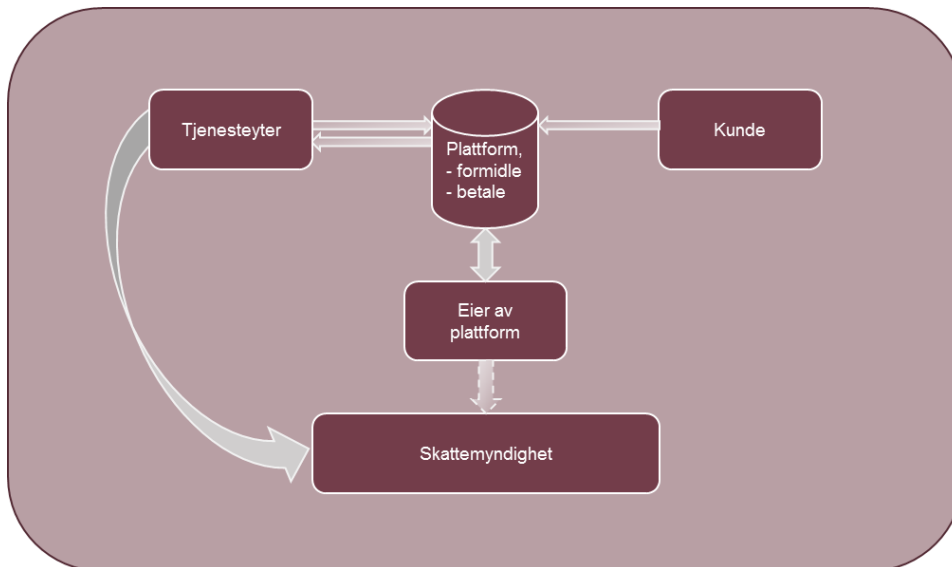 Tjenesteyter
Plattform,
- formidle
- betale
Kunde
Eier av
plattform
Skattemyndighet